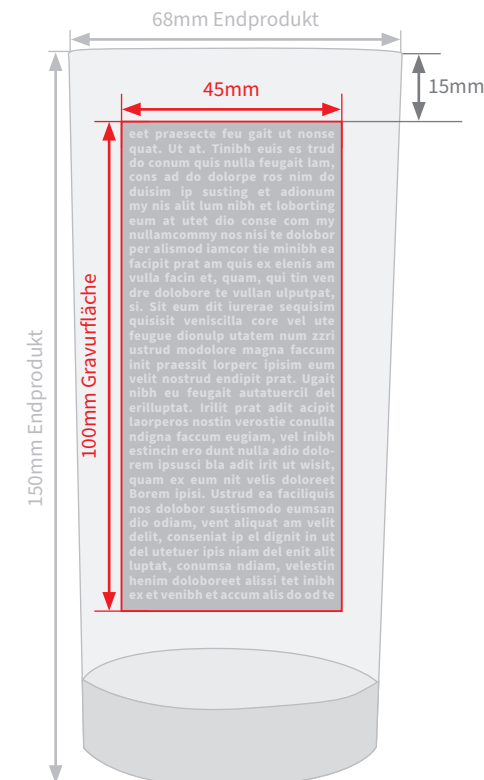 68mm Endprodukt
15mm
45mm
100mm Gravurfläche
150mm Endprodukt
eet praesecte feu gait ut nonse
quat. Ut at. Tinibh euis es trud
do conum quis nulla feugait lam,
cons ad do dolorpe ros nim do
duisim ip susting et adionum
my nis alit lum nibh et loborting
eum at utet dio conse com my
nullamcommy nos nisi te dolobor
per alismod iamcor tie minibh ea
facipit prat am quis ex elenis am
vulla facin et, quam, qui tin ven
dre dolobore te vullan ulputpat,
si. Sit eum dit iurerae sequisim
quisisit veniscilla core vel ute
feugue dionulp utatem num zzri
ustrud modolore magna faccum
init praessit lorperc ipisim eum
velit nostrud endipit prat. Ugait
nibh eu feugait autatuercil del
erilluptat. Irilit prat adit acipit
laorperos nostin verostie conulla
ndigna faccum eugiam, vel inibh
estincin ero dunt nulla adio dolo-
rem ipsusci bla adit irit ut wisit,
quam ex eum nit velis doloreet
Borem ipisi. Ustrud ea faciliquis
nos dolobor sustismodo eumsan
dio odiam, vent aliquat am velit
delit, conseniat ip el dignit in ut
del utetuer ipis niam del enit alit
luptat, conumsa ndiam, velestin
henim doloboreet alissi tet inibh
ex et venibh et accum alis do od te